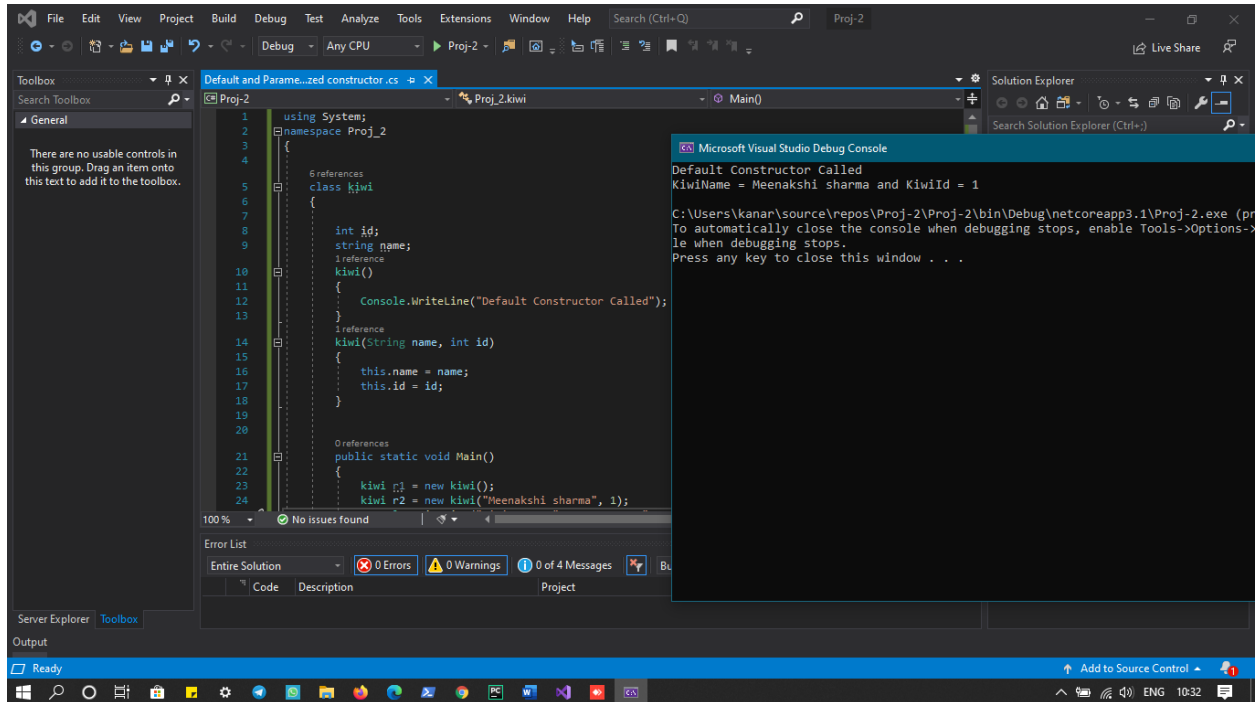 File Edit View Project Build Debug Test Analyze Tools Extensions Window Help Search (Ctrl+Q) Proj-2
Debug Any CPU Proj-2 Live Share
Toolbox
Search Toolbox
General
There are no usable controls in
this group. Drag an item onto
this text to add it to the toolbox.
Default and Parame...zed constructor.cs
Proj-2 Proj_2.kiwi Main()
1 using System;
2 namespace Proj_2
3 {
4
6 references
5 class kiwi
6 {
7
8 int id;
9 string name;
1 reference
10 kiwi()
11 {
12 Console.WriteLine("Default Constructor Called");
13 }
1 reference
14 kiwi(String name, int id)
15 {
16 this.name = name;
17 this.id = id;
18 }
19
20
0 references
21 public static void Main()
22 {
23 kiwi r1 = new kiwi();
24 kiwi r2 = new kiwi("Meenakshi sharma", 1);
100 % No issues found
Error List
Entire Solution 0 Errors 0 Warnings 0 of 4 Messages Bu
Code Description Project
Solution Explorer
Search Solution Explorer (Ctrl+;)
Microsoft Visual Studio Debug Console
Default Constructor Called
KiwiName = Meenakshi sharma and KiwiId = 1
C:\Users\kanar\source\repos\Proj-2\Proj-2\bin\Debug\netcoreapp3.1\Proj-2.exe (pr
To automatically close the console when debugging stops, enable Tools->Options->
le when debugging stops.
Press any key to close this window . . .
Server Explorer Toolbox
Output
Ready Add to Source Control 1
PC W ENG 10:32